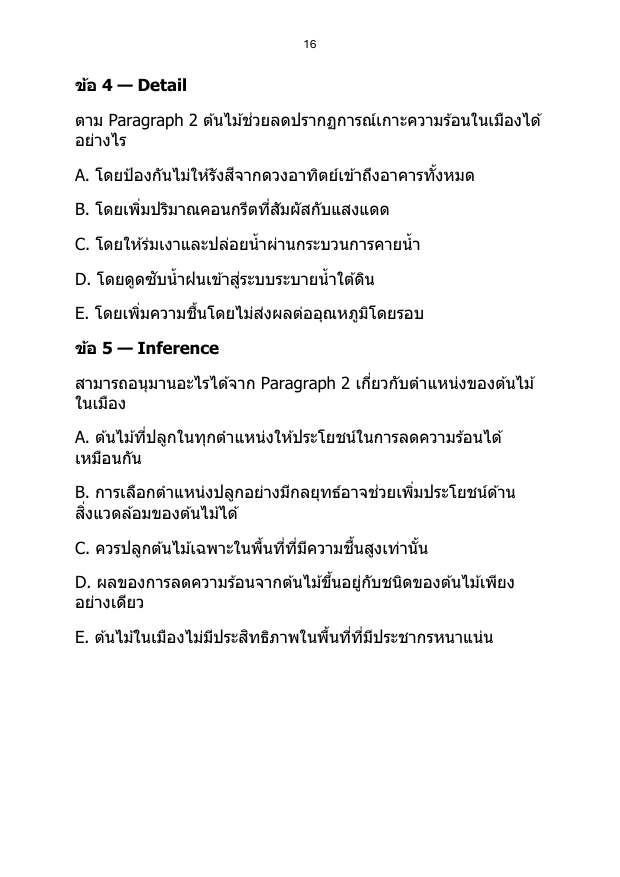 16
ข้อ 4 — Detail
ตาม Paragraph 2 ต้นไม้ช่วยลดปรากฏการณ์เกาะความร้อนในเมืองได้
อย่างไร
A. โดยป้องกันไม่ให้รังสีจากดวงอาทิตย์เข้าถึงอาคารทั้งหมด
B. โดยเพิ่มปริมาณคอนกรีตที่สัมผัสกับแสงแดด
C. โดยให้ร่มเงาและปล่อยน้ำผ่านกระบวนการคายน้ำ
D. โดยดูดซับน้ำฝนเข้าสู่ระบบระบายน้ำใต้ดิน
E. โดยเพิ่มความชื้นโดยไม่ส่งผลต่ออุณหภูมิโดยรอบ
ข้อ 5 — Inference
สามารถอนุมานอะไรได้จาก Paragraph 2 เกี่ยวกับตำแหน่งของต้นไม้
ในเมือง
A. ต้นไม้ที่ปลูกในทุกตำแหน่งให้ประโยชน์ในการลดความร้อนได้
เหมือนกัน
B. การเลือกตำแหน่งปลูกอย่างมีกลยุทธ์อาจช่วยเพิ่มประโยชน์ด้าน
สิ่งแวดล้อมของต้นไม้ได้
C. ควรปลูกต้นไม้เฉพาะในพื้นที่ที่มีความชื้นสูงเท่านั้น
D. ผลของการลดความร้อนจากต้นไม้ขึ้นอยู่กับชนิดของต้นไม้เพียง
อย่างเดียว
E. ต้นไม้ในเมืองไม่มีประสิทธิภาพในพื้นที่ที่มีประชากรหนาแน่น